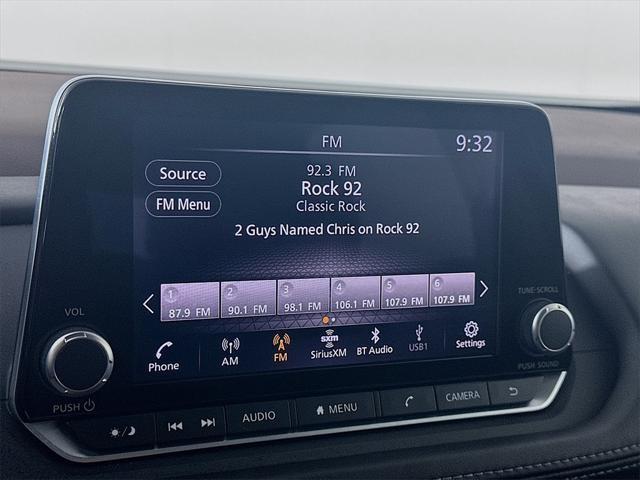 FM
9:32
Source
92.3 FM
Rock 92
FM Menu
Classic Rock
2 Guys Named Chris on Rock 92
1 2 3 4 5 6
87.9 FM 90.1 FM 98.1 FM 106.1 FM 107.9 FM 107.9 FM
VOL
TUNE-SCROLL
Phone AM FM sxm SiriusXM BT Audio USB1 Settings
PUSH
PUSH SOUND
AUDIO MENU CAMERA